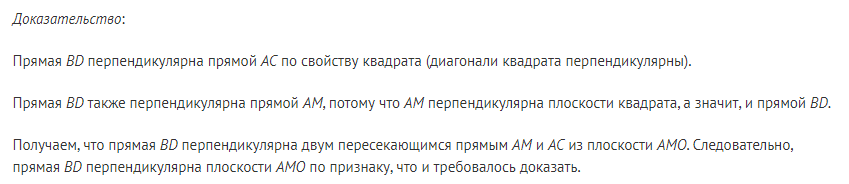 Доказательство:
Прямая BD перпендикулярна прямой AC по свойству квадрата (диагонали квадрата перпендикулярны).
Прямая BD также перпендикулярна прямой AM, потому что AM перпендикулярна плоскости квадрата, а значит, и прямой BD.
Получаем, что прямая BD перпендикулярна двум пересекающимся прямым AM и AC из плоскости AMO. Следовательно,
прямая BD перпендикулярна плоскости AMO по признаку, что и требовалось доказать.